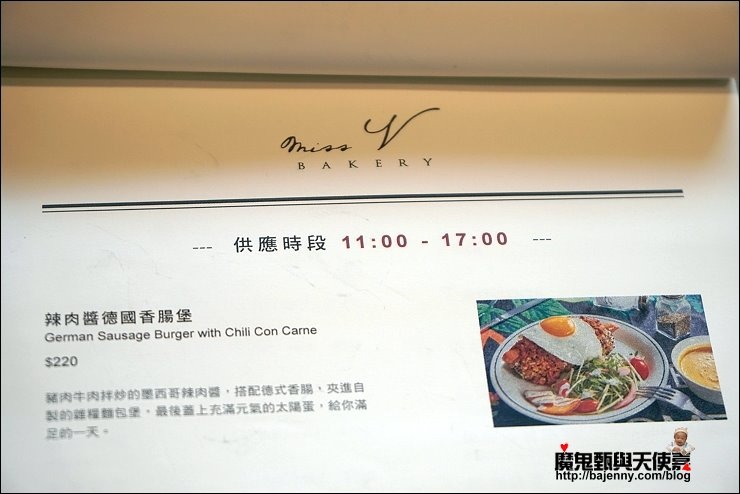 miss V
BAKERY
--- 供應時段 11:00 - 17:00 ---
辣肉醬德國香腸堡
German Sausage Burger with Chili Con Carne
$220
豬肉牛肉拌炒的墨西哥辣肉醬，搭配德式香腸，夾進自
製的雜糧麵包堡，最後蓋上充滿元氣的太陽蛋，給你滿
足的一天。
魔鬼甄與天使嘉
http://bajenny.com/blog